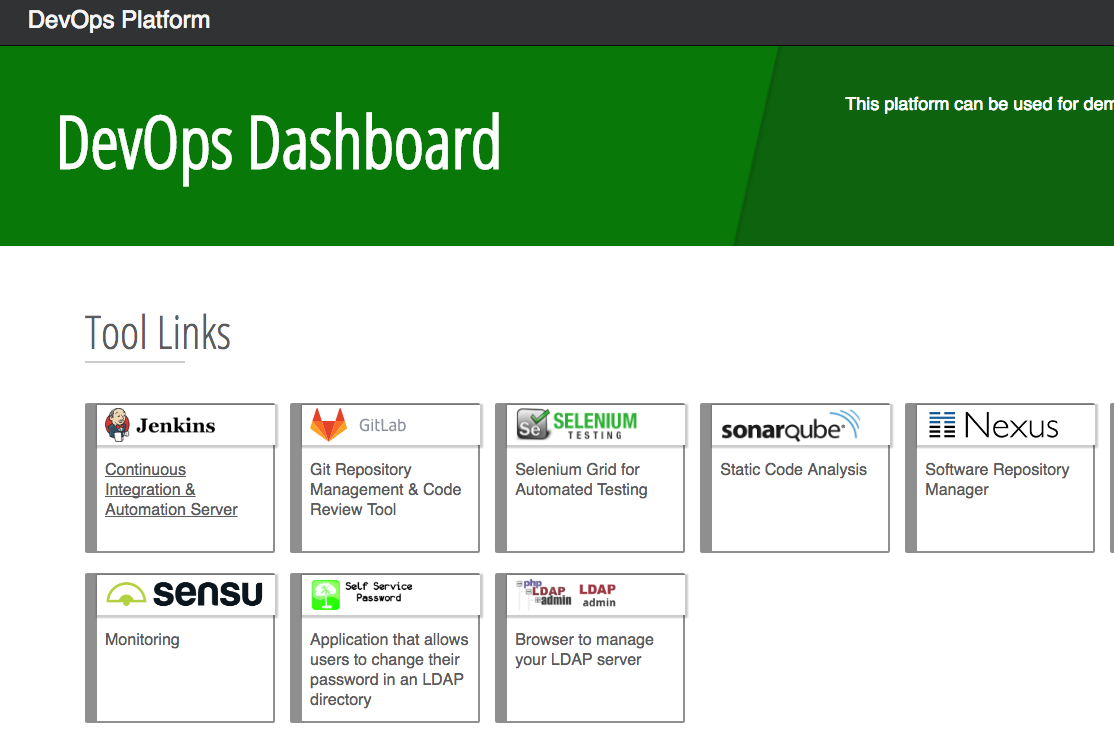 DevOps Platform
This platform can be used for
DevOps Dashboard
Tool Links
Jenkins
Continuous
Integration &
Automation Server
GitLab
Git Repository
Management & Code
Review Tool
Se
SELENIUM
TESTING
Selenium Grid for
Automated Testing
sonarqube
Static Code Analysis
Nexus
Software Repository
Manager
sensu
Monitoring
Self Service
Password
Application that allows
users to change their
password in an LDAP
directory
php
LDAP
admin
LDAP
admin
Browser to manage
your LDAP server